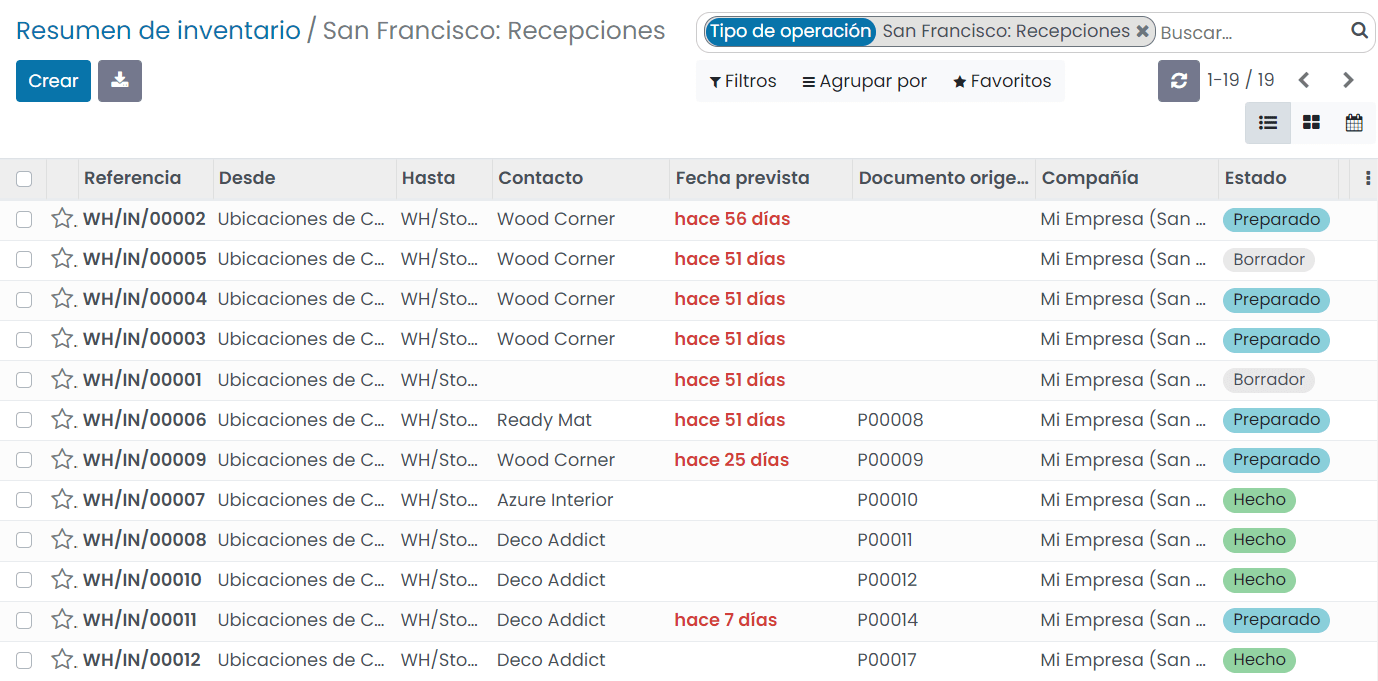 Resumen de inventario / San Francisco: Recepciones
Tipo de operación San Francisco: Recepciones ✖ Buscar...
Crear
Filtros Agrupar por Favoritos
1-19 / 19
Referencia Desde Hasta Contacto Fecha prevista Documento orige... Compañía Estado
WH/IN/00002 Ubicaciones de C... WH/Sto... Wood Corner hace 56 días Mi Empresa (San ... Preparado
WH/IN/00005 Ubicaciones de C... WH/Sto... Wood Corner hace 51 días Mi Empresa (San ... Borrador
WH/IN/00004 Ubicaciones de C... WH/Sto... Wood Corner hace 51 días Mi Empresa (San ... Preparado
WH/IN/00003 Ubicaciones de C... WH/Sto... Wood Corner hace 51 días Mi Empresa (San ... Preparado
WH/IN/00001 Ubicaciones de C... WH/Sto... hace 51 días Mi Empresa (San ... Borrador
WH/IN/00006 Ubicaciones de C... WH/Sto... Ready Mat hace 51 días P00008 Mi Empresa (San ... Preparado
WH/IN/00009 Ubicaciones de C... WH/Sto... Wood Corner hace 25 días P00009 Mi Empresa (San ... Preparado
WH/IN/00007 Ubicaciones de C... WH/Sto... Azure Interior P00010 Mi Empresa (San ... Hecho
WH/IN/00008 Ubicaciones de C... WH/Sto... Deco Addict P00011 Mi Empresa (San ... Hecho
WH/IN/00010 Ubicaciones de C... WH/Sto... Deco Addict P00012 Mi Empresa (San ... Hecho
WH/IN/00011 Ubicaciones de C... WH/Sto... Deco Addict hace 7 días P00014 Mi Empresa (San ... Preparado
WH/IN/00012 Ubicaciones de C... WH/Sto... Deco Addict P00017 Mi Empresa (San ... Hecho